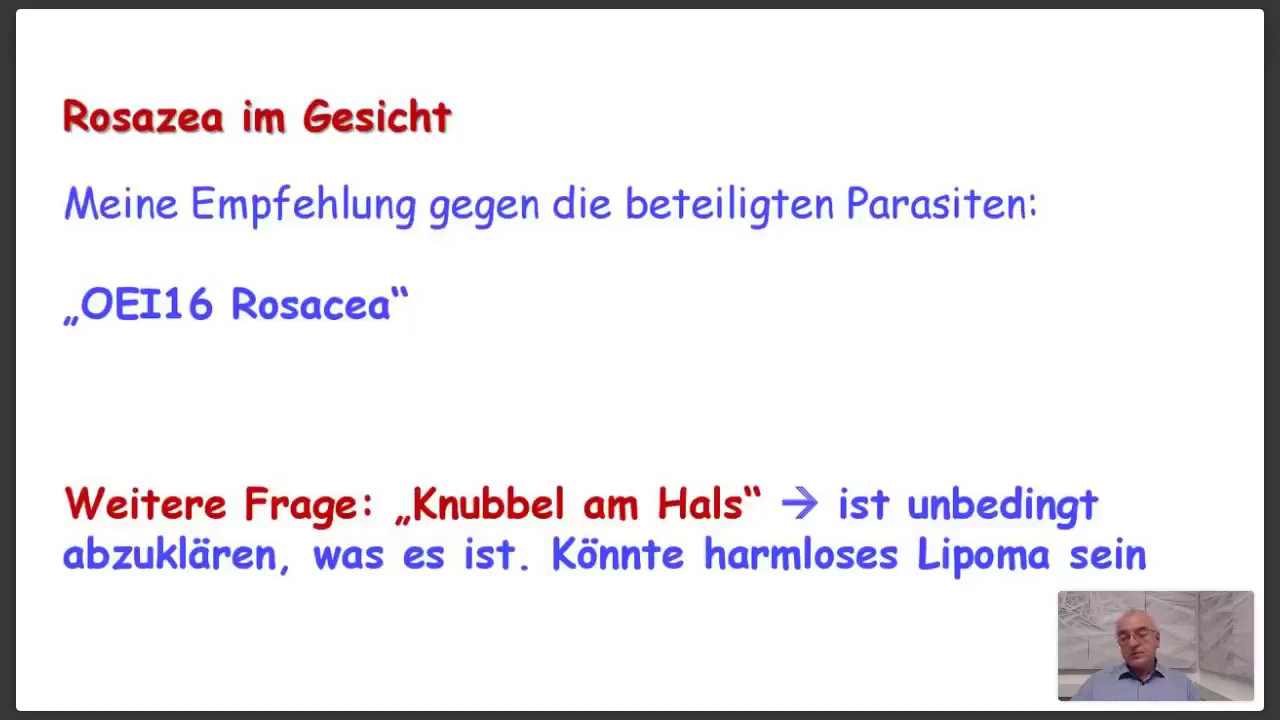 Rosazea im Gesicht
Meine Empfehlung gegen die beteiligten Parasiten:
„OEI16 Rosacea“
Weitere Frage: „Knubbel am Hals“ → ist unbedingt
abzuklären, was es ist. Könnte harmloses Lipoma sein